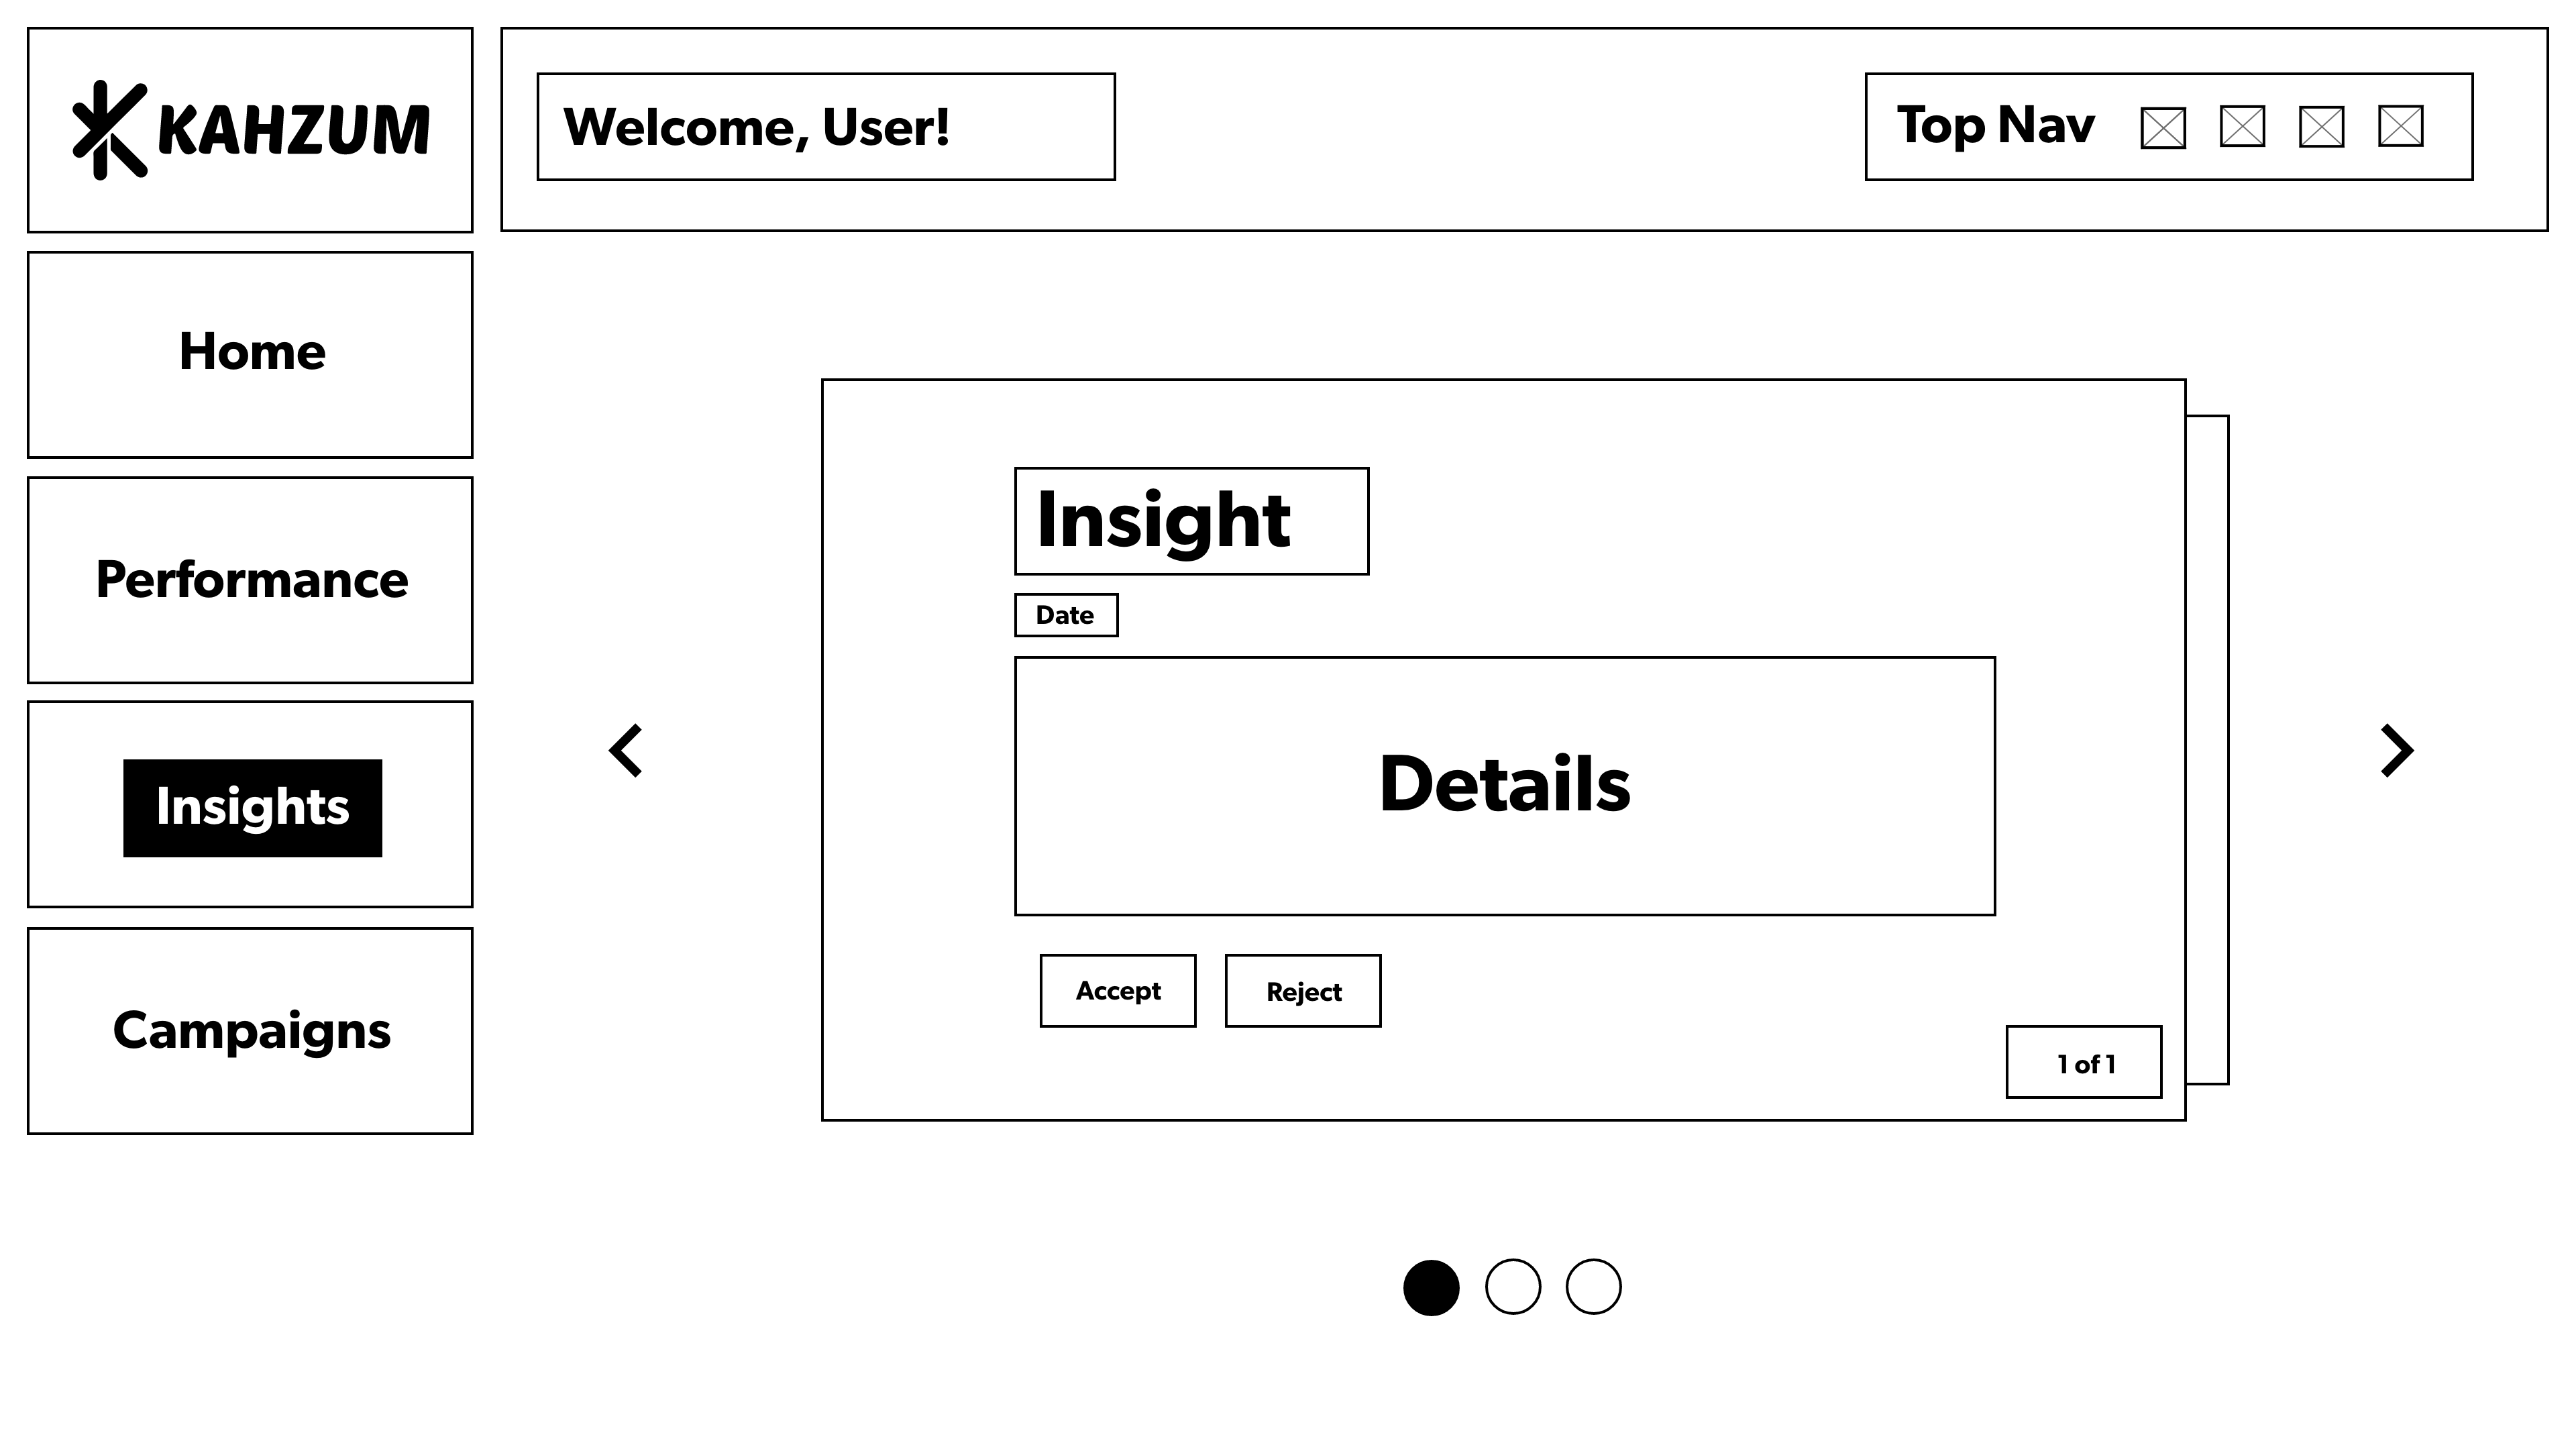 KAHZUM
Welcome, User!
Top Nav
Home
Performance
Insights
Campaigns
Insight
Date
Details
Accept
Reject
1 of 1